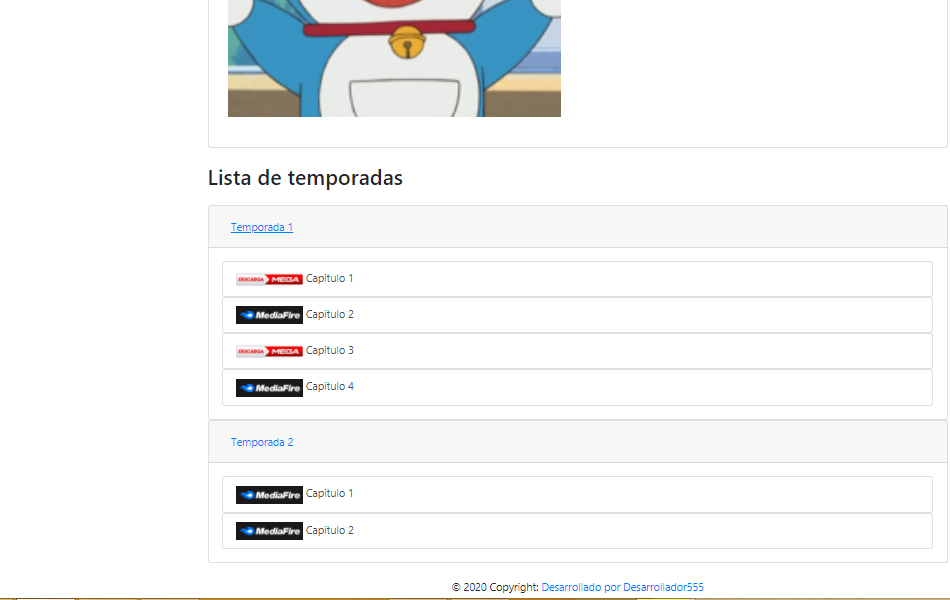 Lista de temporadas
Temporada 1
DESCARGA MEGA Capitulo 1
MediaFire Capitulo 2
DESCARGA MEGA Capitulo 3
MediaFire Capitulo 4
Temporada 2
MediaFire Capitulo 1
MediaFire Capitulo 2
© 2020 Copyright: Desarrollado por Desarrollador555